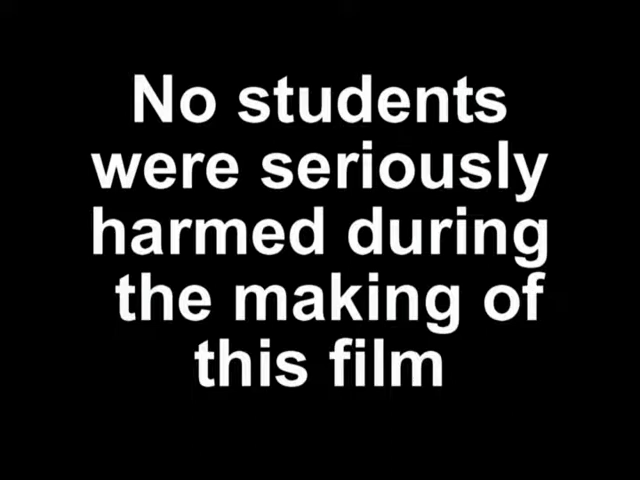 No students
were seriously
harmed during
the making of
this film